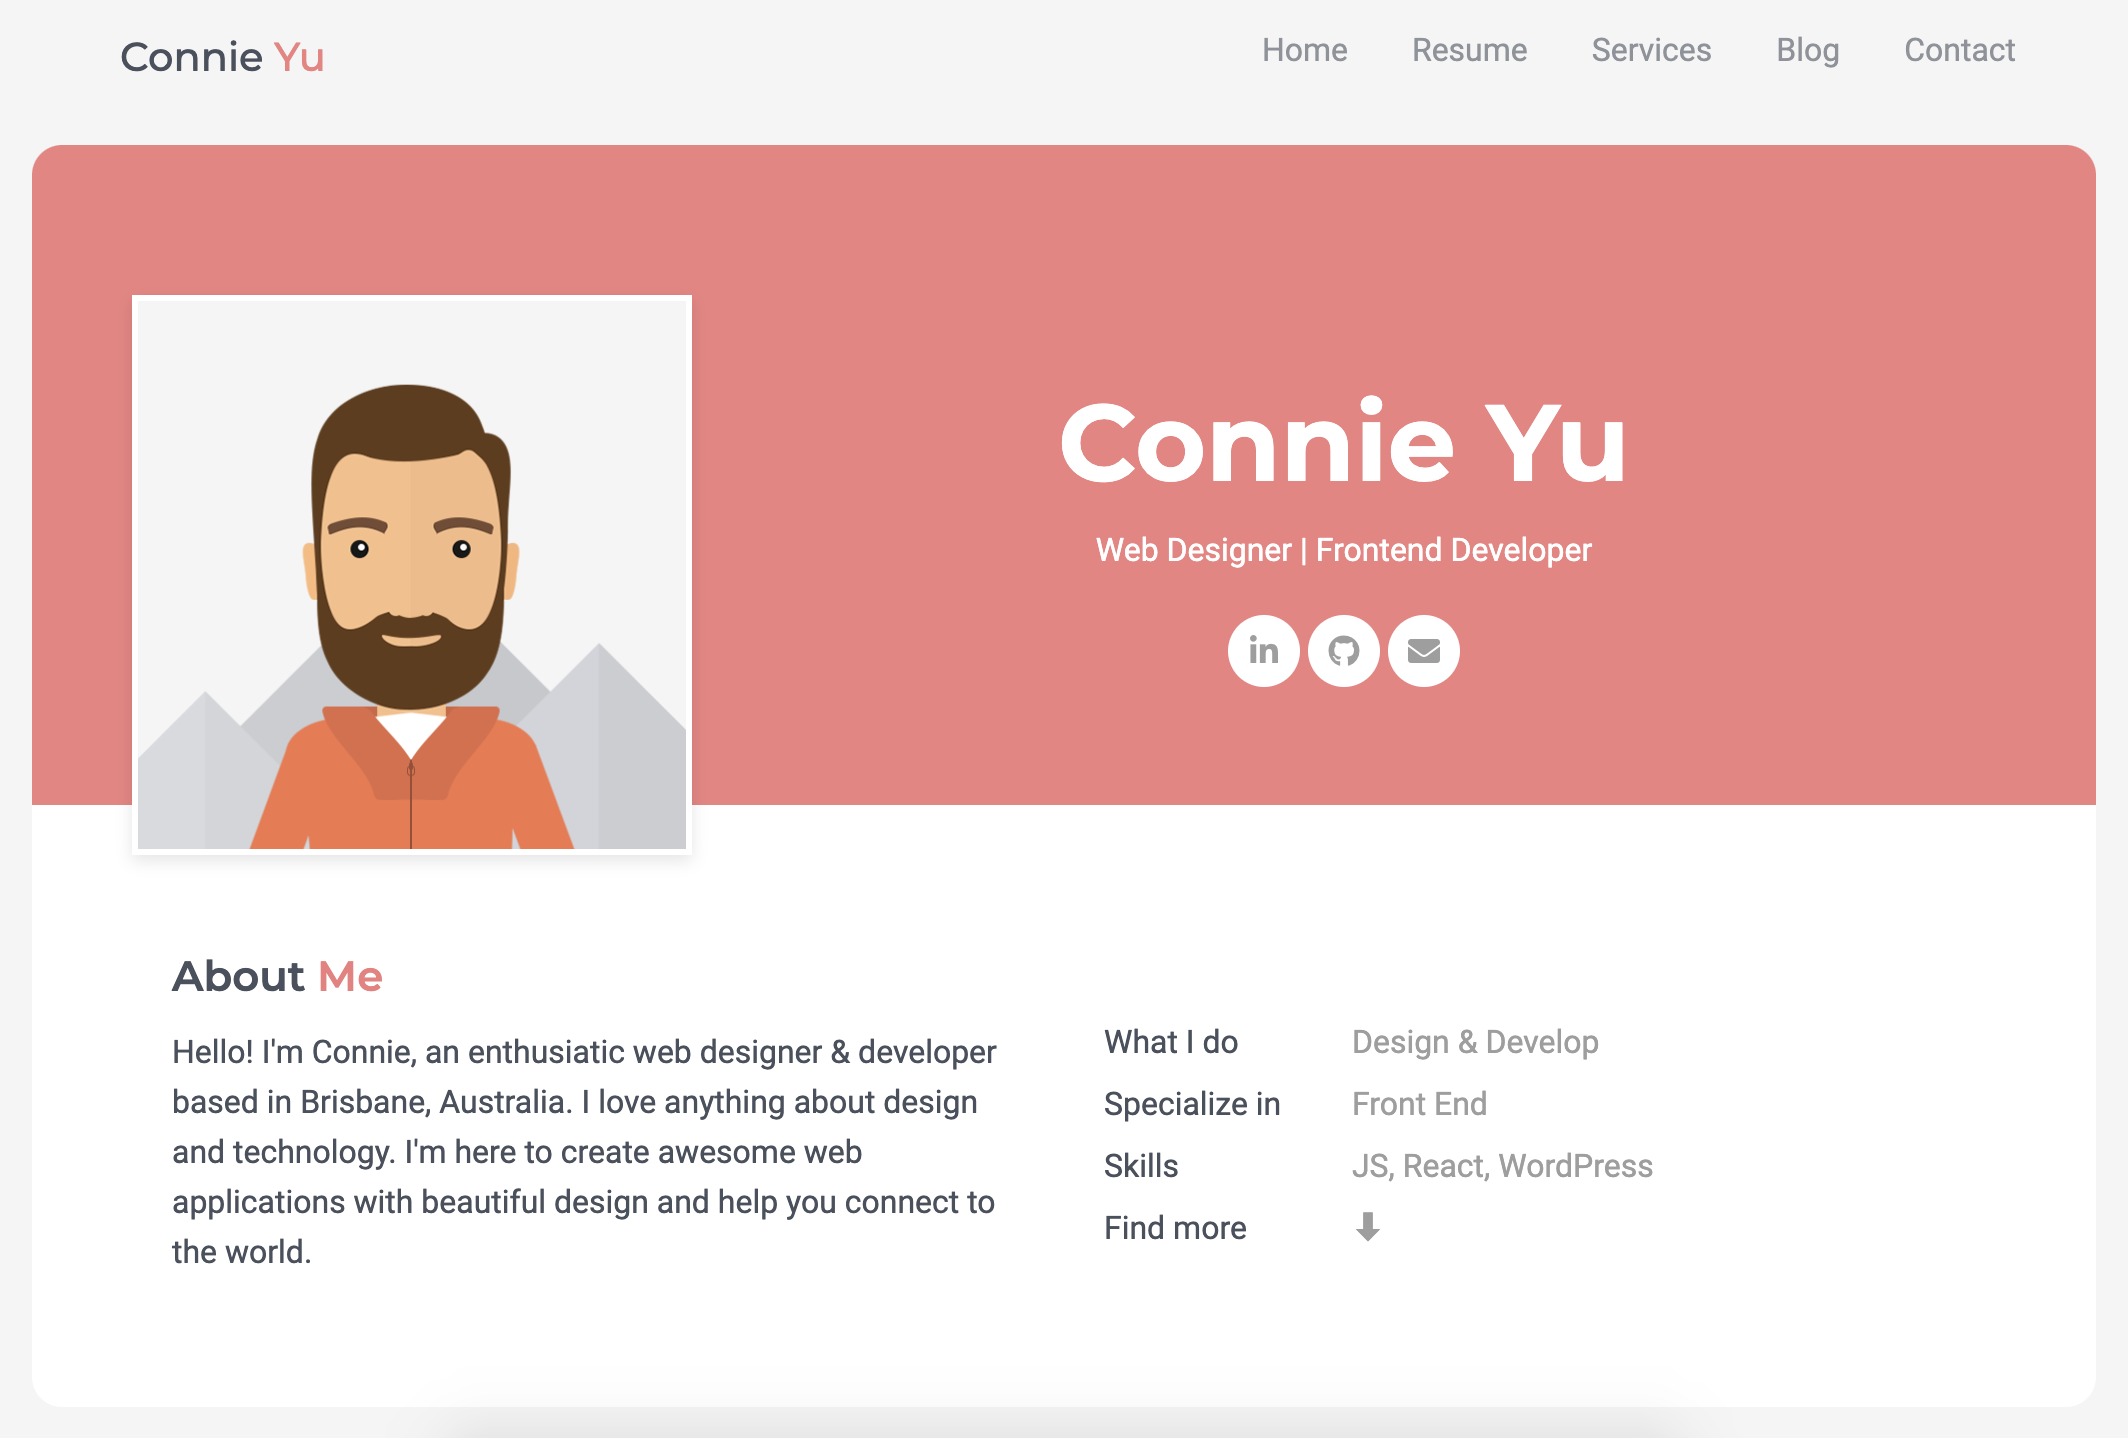 Connie Yu
Home Resume Services Blog Contact
Connie Yu
Web Designer | Frontend Developer
in
About Me
Hello! I'm Connie, an enthusiatic web designer & developer
based in Brisbane, Australia. I love anything about design
and technology. I'm here to create awesome web
applications with beautiful design and help you connect to
the world.
What I do Design & Develop
Specialize in Front End
Skills JS, React, WordPress
Find more